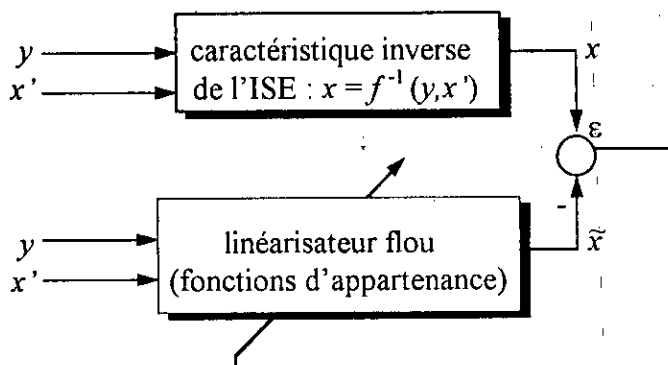 y
x'
caractéristique inverse
de l'ISE : x = f⁻¹ (y,x')
x
ε
-
x̃
y
x'
linéarisateur flou
(fonctions d'appartenance)